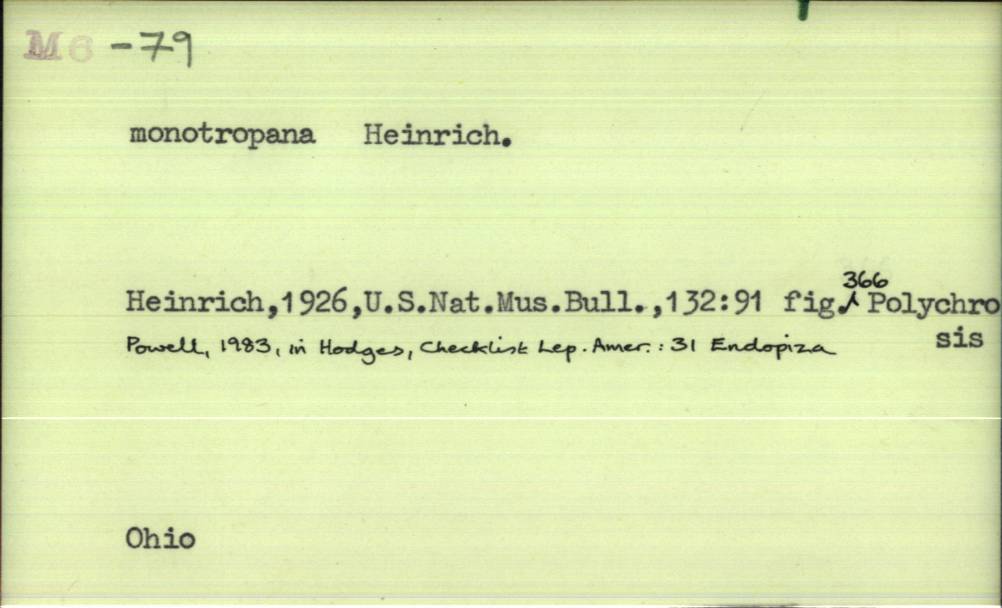 M6 -79
monotropana Heinrich.
Heinrich,1926,U.S.Nat.Mus.Bull.,132:91 fig. 366 Polychro
sis
Powell, 1983, in Hodges, Checklist Lep. Amer.: 31 Endopiza
Ohio